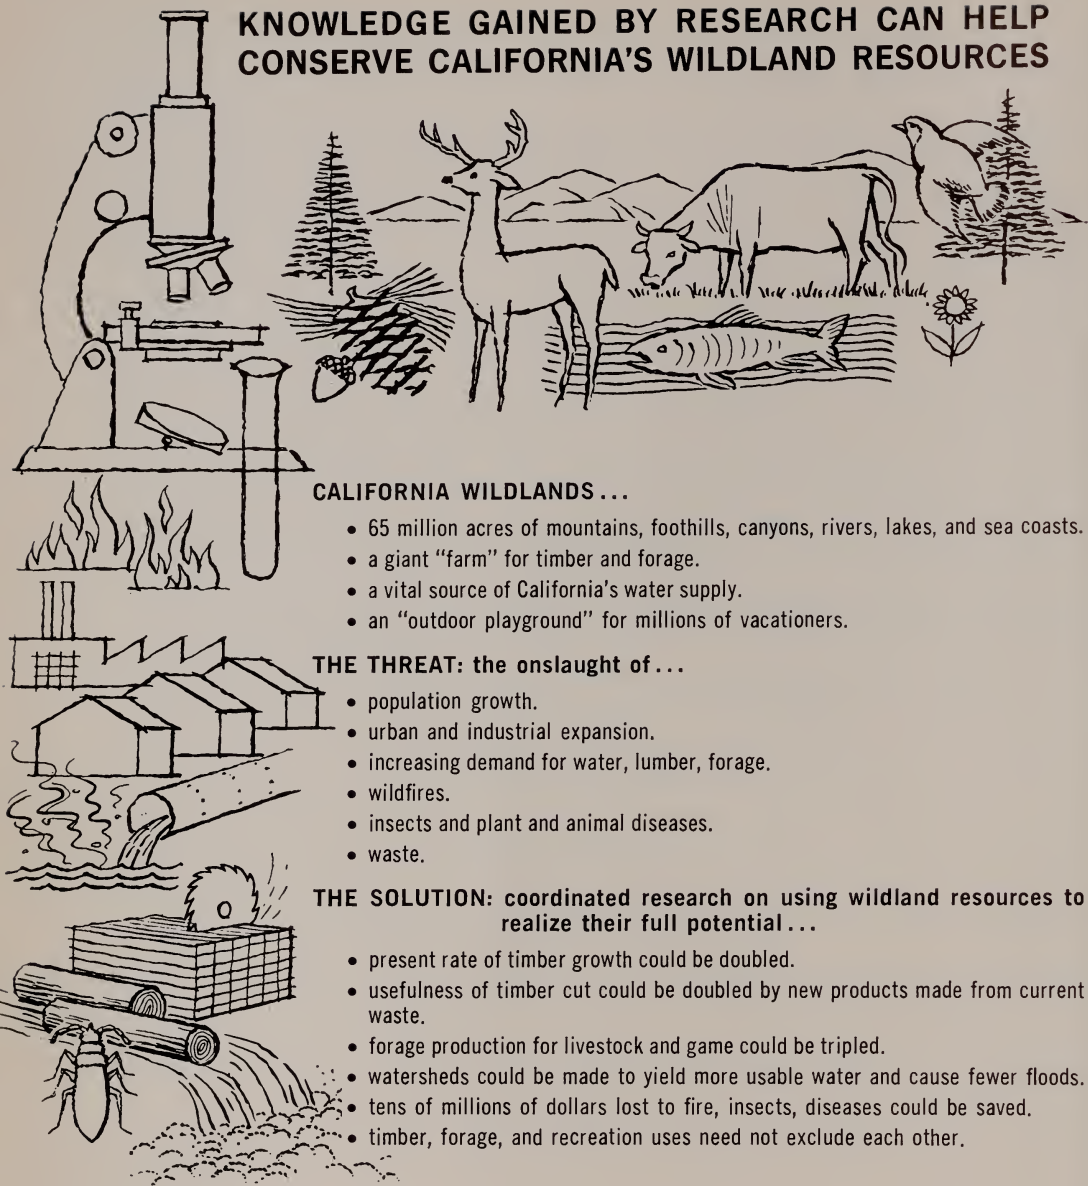 KNOWLEDGE GAINED BY RESEARCH CAN HELP
CONSERVE CALIFORNIA'S WILDLAND RESOURCES
CALIFORNIA WILDLANDS...
• 65 million acres of mountains, foothills, canyons, rivers, lakes, and sea coasts.
• a giant "farm" for timber and forage.
• a vital source of California's water supply.
• an "outdoor playground" for millions of vacationers.
THE THREAT: the onslaught of...
• population growth.
• urban and industrial expansion.
• increasing demand for water, lumber, forage.
• wildfires.
• insects and plant and animal diseases.
• waste.
THE SOLUTION: coordinated research on using wildland resources to
realize their full potential...
• present rate of timber growth could be doubled.
• usefulness of timber cut could be doubled by new products made from current
waste.
• forage production for livestock and game could be tripled.
• watersheds could be made to yield more usable water and cause fewer floods.
• tens of millions of dollars lost to fire, insects, diseases could be saved.
• timber, forage, and recreation uses need not exclude each other.